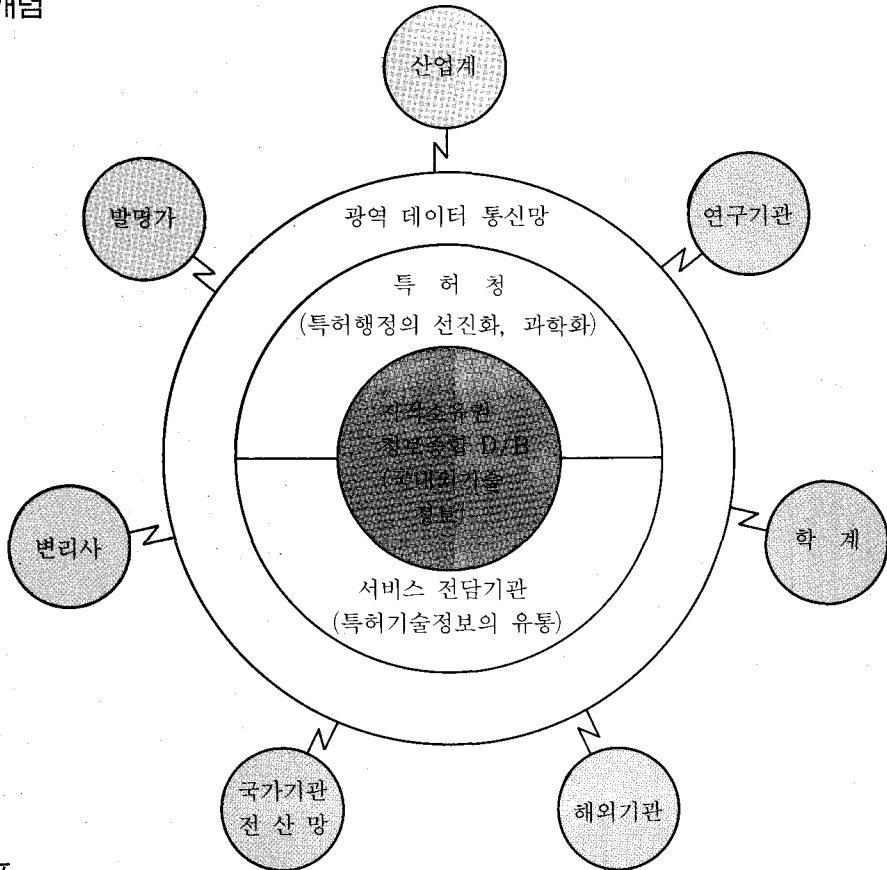 개념
산업계
발명가
연구기관
광역 데이터 통신망
특 허 청
(특허행정의 선진화, 과학화)
지적소유권
정보종합 D/B
(국내외기술
정보)
서비스 전담기관
(특허기술정보의 유통)
변리사
학 계
국가기관
전 산 망
해외기관